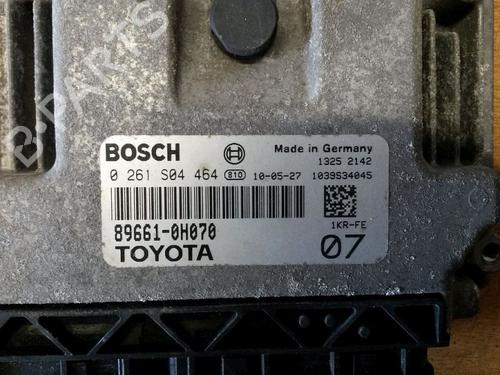 B-PARTS
BOSCH Made in Germany
1325 2142
0 261 S04 464 810 10-05-27 1039S34045
89661-0H070 1KR-FE
TOYOTA 07